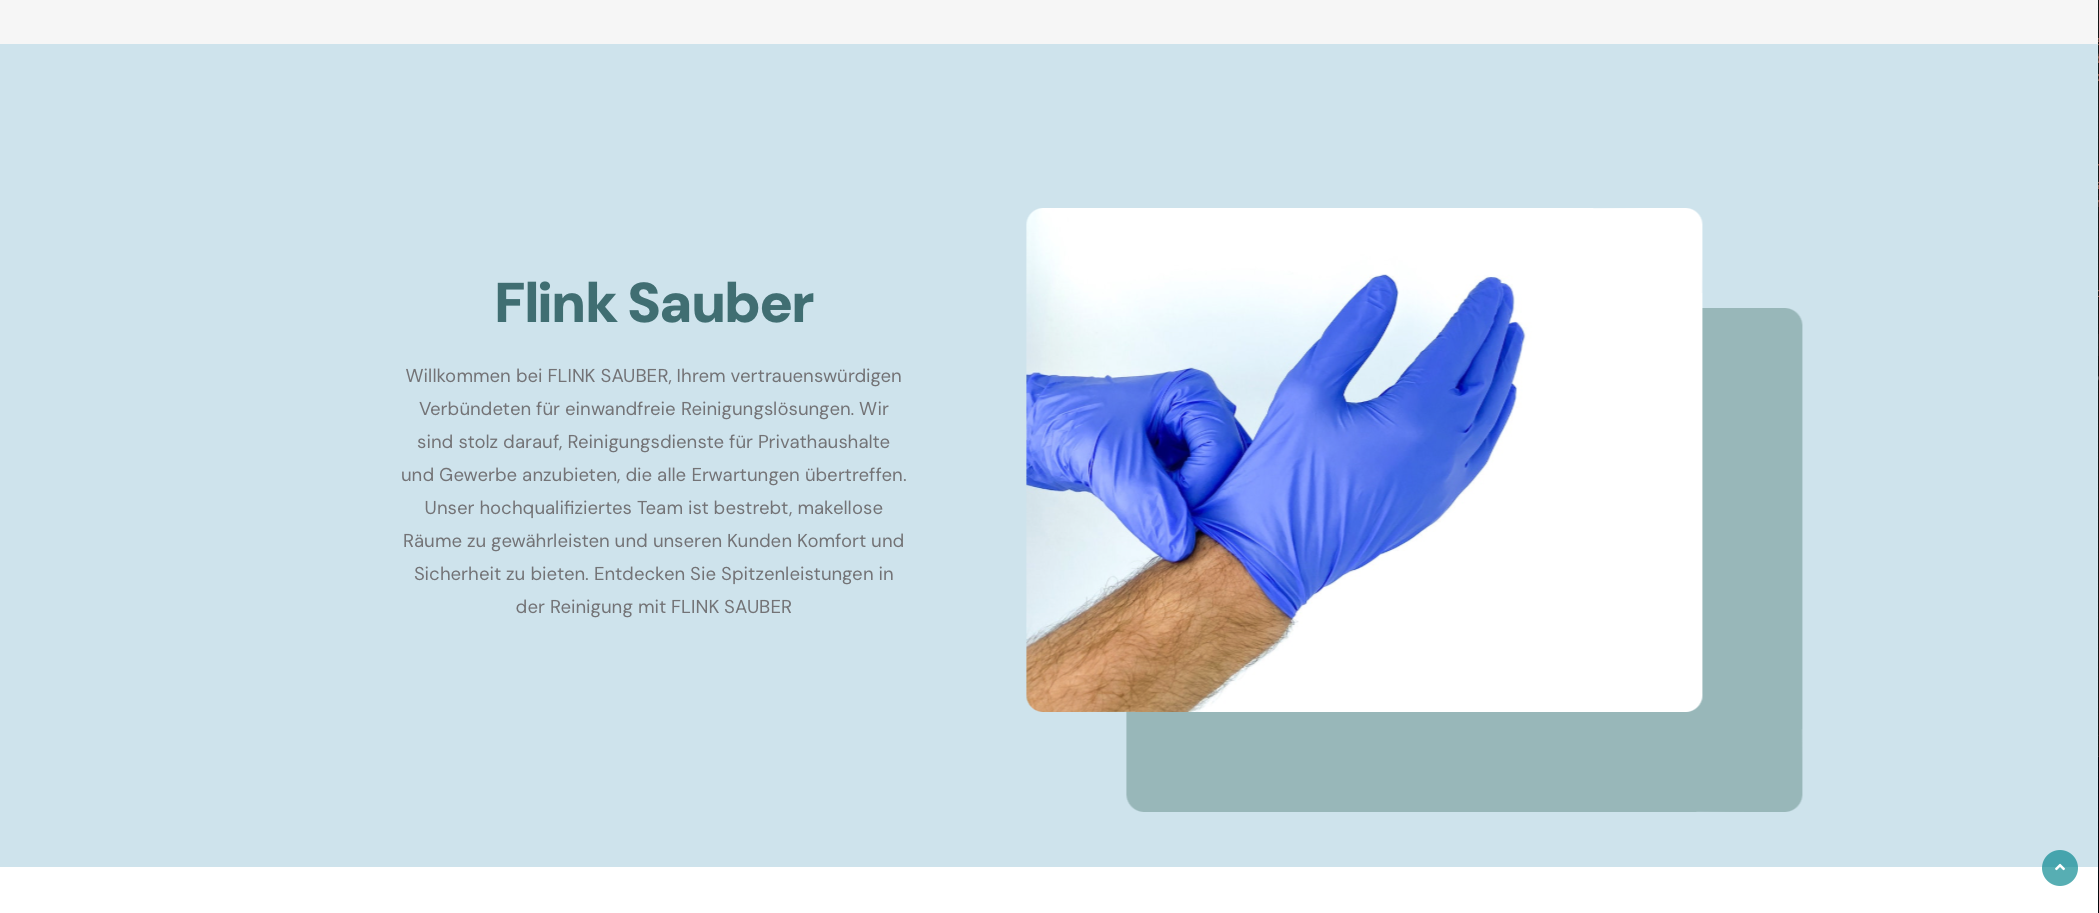 Flink Sauber
Willkommen bei FLINK SAUBER, Ihrem vertrauenswürdigen
Verbündeten für einwandfreie Reinigungslösungen. Wir
sind stolz darauf, Reinigungsdienste für Privathaushalte
und Gewerbe anzubieten, die alle Erwartungen übertreffen.
Unser hochqualifiziertes Team ist bestrebt, makellose
Räume zu gewährleisten und unseren Kunden Komfort und
Sicherheit zu bieten. Entdecken Sie Spitzenleistungen in
der Reinigung mit FLINK SAUBER